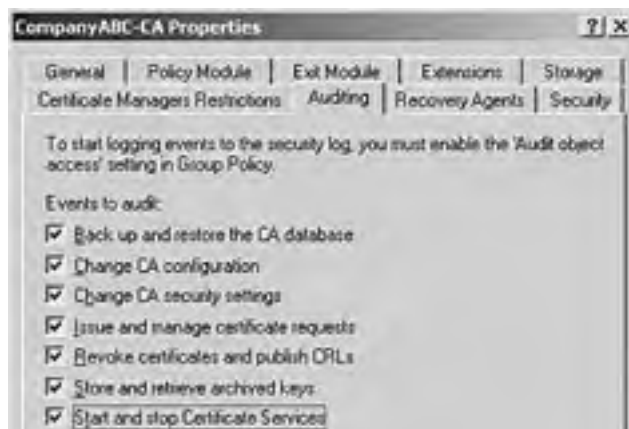 CompanyABC-CA Properties
General Policy Module Exit Module Extensions Storage
Certificate Managers Restrictions Auditing Recovery Agents Security
To start logging events to the security log, you must enable the 'Audit object
access' setting in Group Policy.
Events to audit:
Back up and restore the CA database
Change CA configuration
Change CA security settings
Issue and manage certificate requests
Revoke certificates and publish CRLs
Store and retrieve archived keys
Start and stop Certificate Services